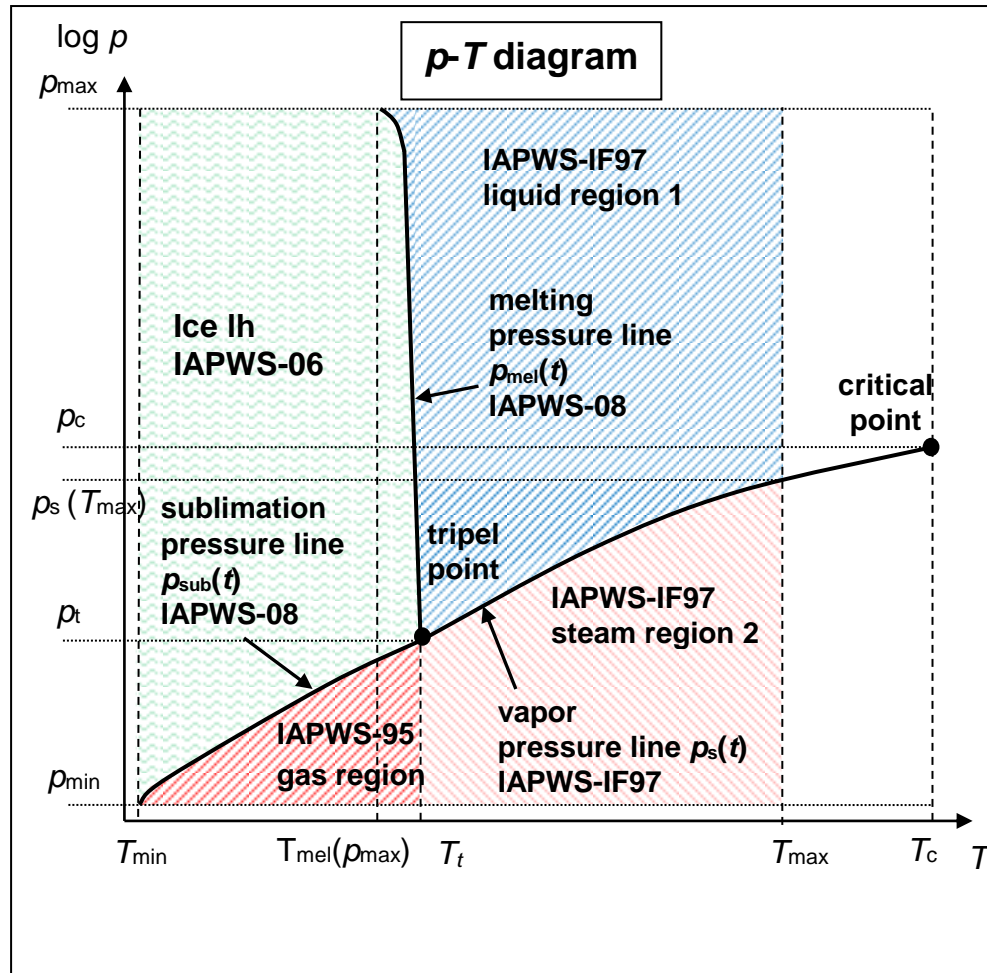 log p
p-T diagram
pmax
IAPWS-IF97
liquid region 1
melting
pressure line
pmel(t)
IAPWS-08
Ice Ih
IAPWS-06
critical
point
pc
ps (Tmax)
sublimation
pressure line
psub(t)
IAPWS-08
tripel
point
pt
IAPWS-IF97
steam region 2
IAPWS-95
gas region
vapor
pressure line ps(t)
IAPWS-IF97
pmin
Tmin
Tmel(pmax)
Tt
Tmax
Tc
T